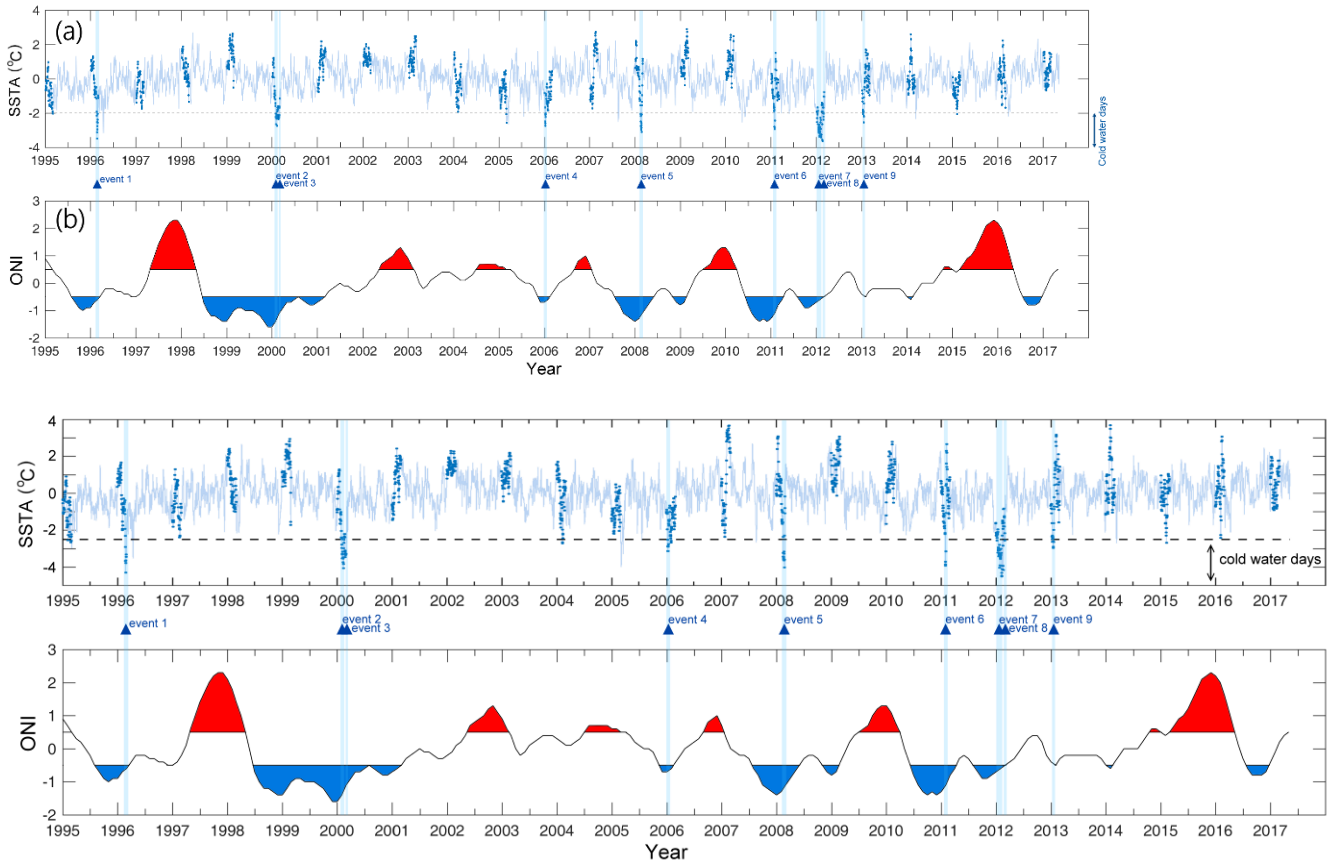 (a)
SSTA (°C)
4
2
0
-2
-4
Cold water days
1995 1996 1997 1998 1999 2000 2001 2002 2003 2004 2005 2006 2007 2008 2009 2010 2011 2012 2013 2014 2015 2016 2017
event 1 event 2 event 4 event 5 event 6 event 7 event 9
event 3 event 8
(b)
ONI
3
2
1
0
-1
-2
1995 1996 1997 1998 1999 2000 2001 2002 2003 2004 2005 2006 2007 2008 2009 2010 2011 2012 2013 2014 2015 2016 2017
Year
SSTA (°C)
4
2
0
-2
-4
cold water days
1995 1996 1997 1998 1999 2000 2001 2002 2003 2004 2005 2006 2007 2008 2009 2010 2011 2012 2013 2014 2015 2016 2017
event 1 event 2 event 4 event 5 event 6 event 7 event 9
event 3 event 8
ONI
3
2
1
0
-1
-2
1995 1996 1997 1998 1999 2000 2001 2002 2003 2004 2005 2006 2007 2008 2009 2010 2011 2012 2013 2014 2015 2016 2017
Year